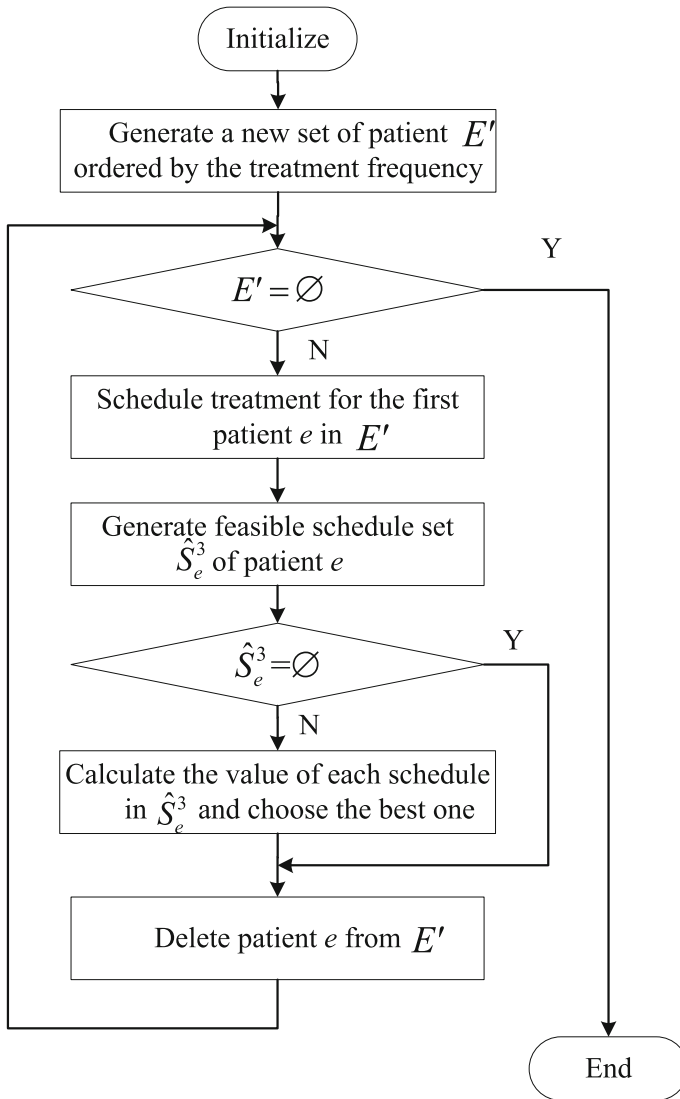 Initialize
Generate a new set of patient E′
ordered by the treatment frequency
Y
E′ = ∅
N
Schedule treatment for the first
patient e in E′
Generate feasible schedule set
Ŝ³ₑ of patient e
Y
Ŝ³ₑ = ∅
N
Calculate the value of each schedule
in Ŝ³ₑ and choose the best one
Delete patient e from E′
End